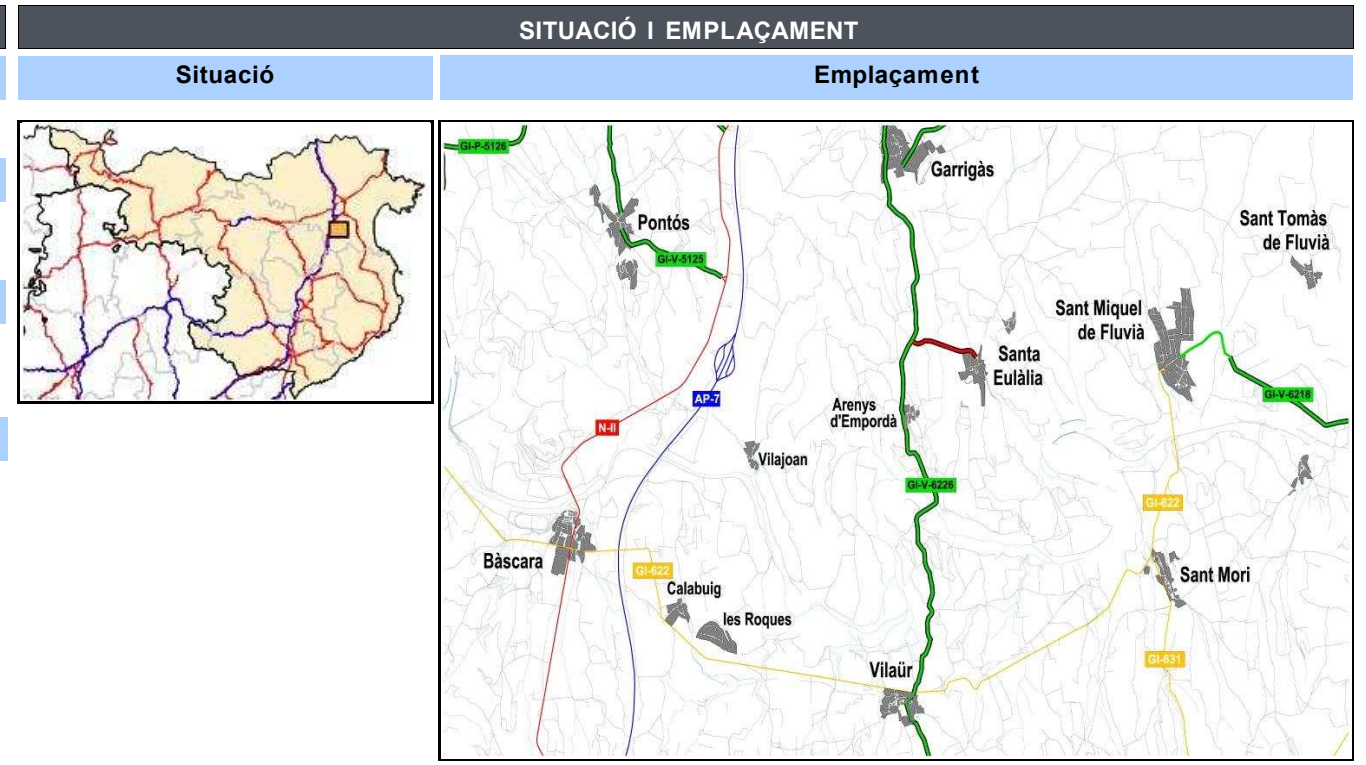 SITUACIÓ I EMPLAÇAMENT
Situació
Emplaçament
GI-P-5126
Garrigàs
Pontós
Sant Tomàs
de Fluvià
GI-V-5125
Sant Miquel
de Fluvià
Santa
Eulàlia
AP-7
GI-V-6218
Arenys
d'Empordà
N-II
Vilajoan
GI-V-6226
GI-622
Bàscara
GI-622
Sant Mori
Calabuig
les Roques
GI-631
Vilaür